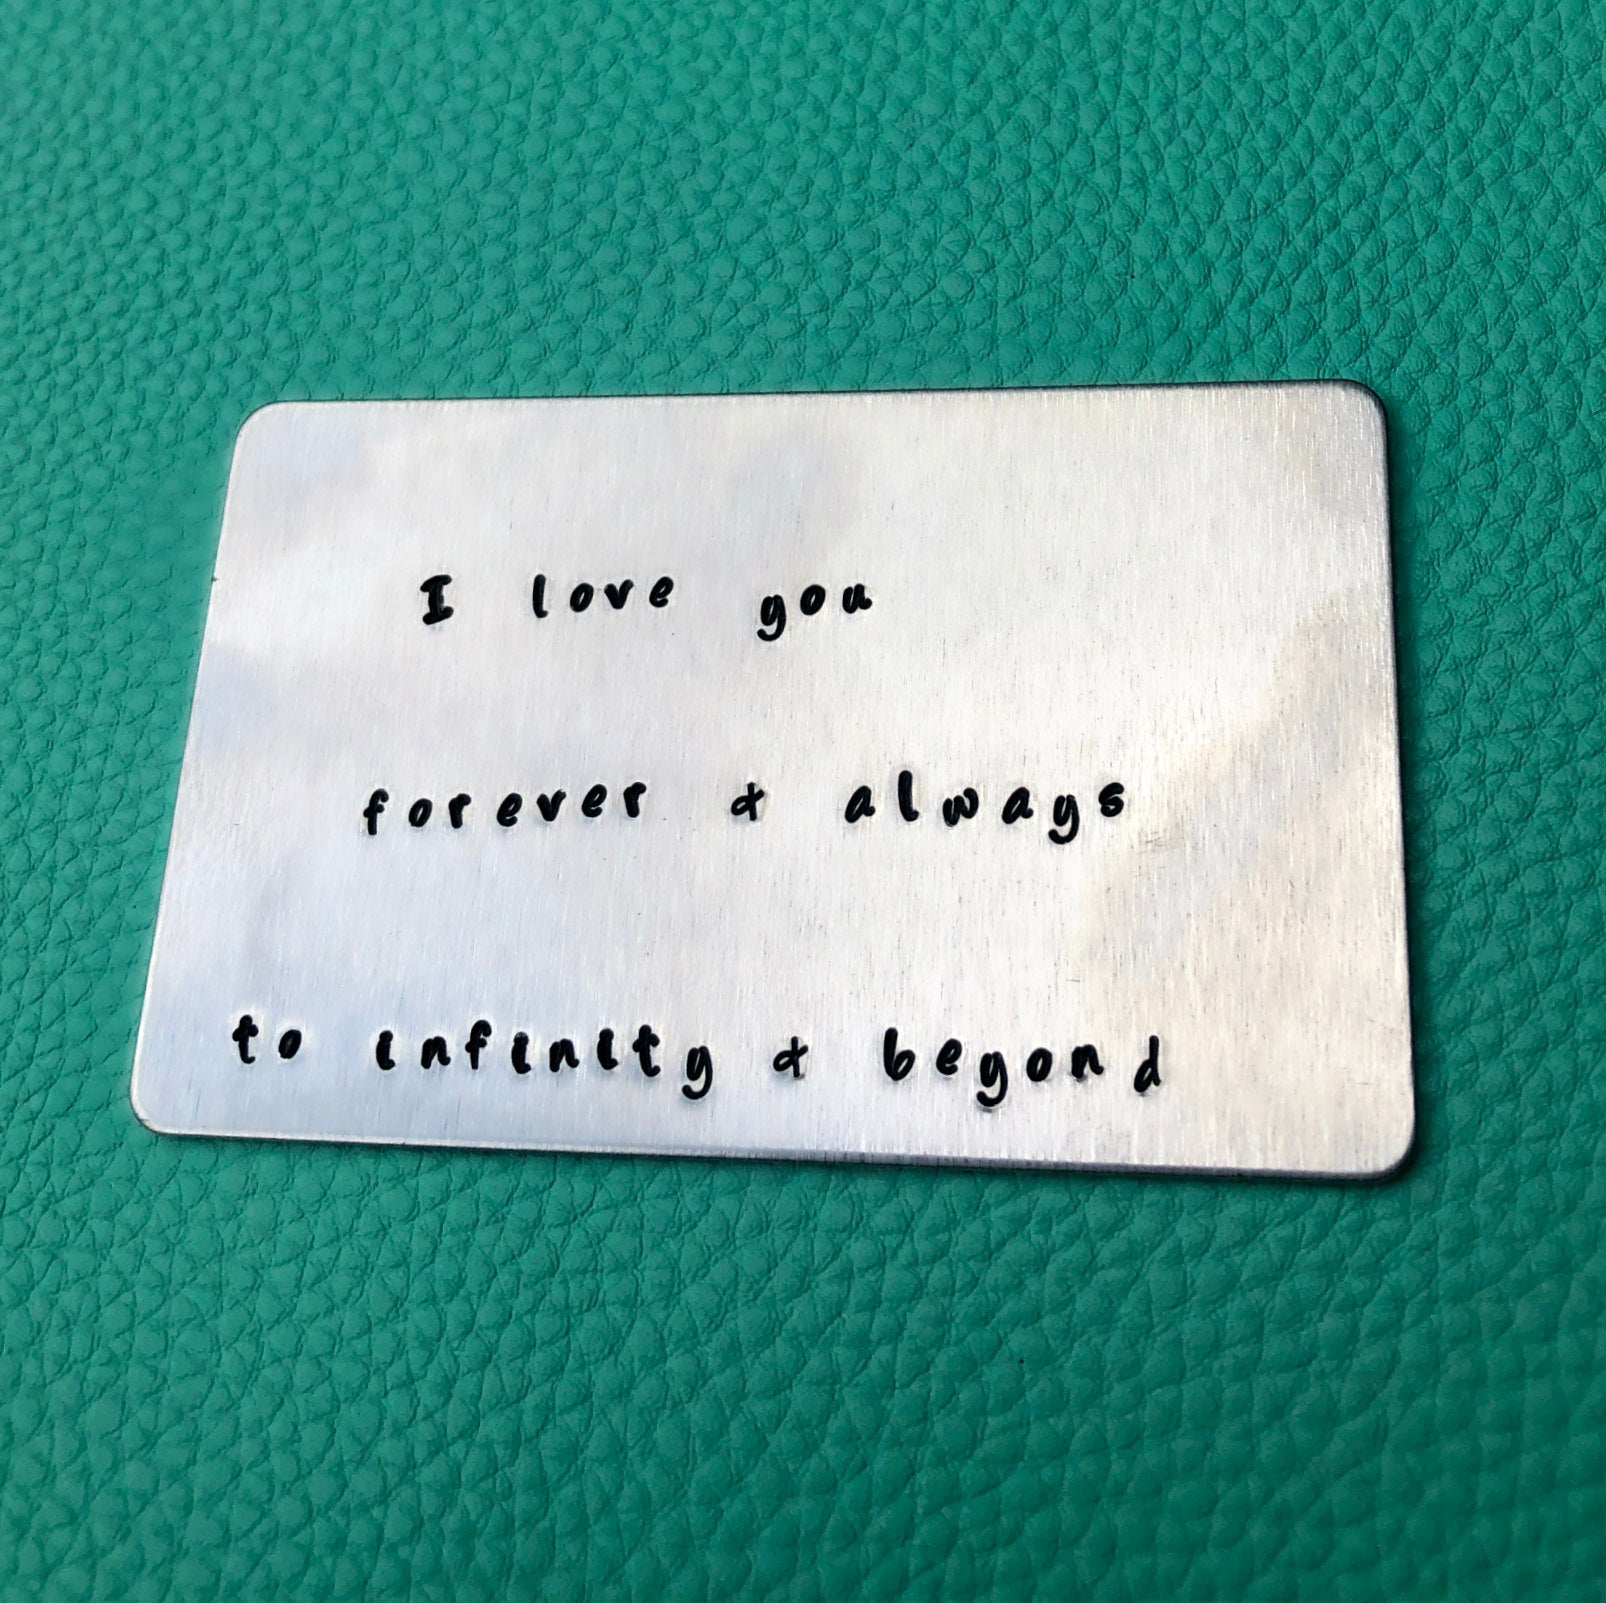 I love you
forever & always
to infinity & beyond